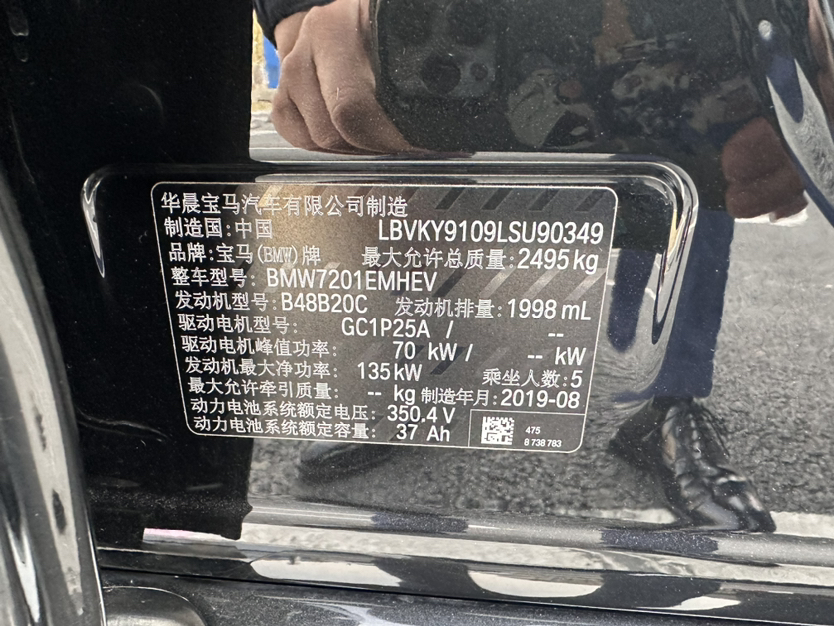 华晨宝马汽车有限公司制造
制造国:中国 LBVKY9109LSU90349
品牌:宝马(BMW)牌 最大允许总质量:2495kg
整车型号: BMW7201EMHEV
发动机型号:B48B20C 发动机排量:1998 mL
驱动电机型号: GC1P25A / --
驱动电机峰值功率: 70 kW / -- kW
发动机最大净功率: 135kW 乘坐人数:5
最大允许牵引质量: -- kg 制造年月:2019-08
动力电池系统额定电压: 350.4 V
动力电池系统额定容量: 37 Ah
475
8 738 783